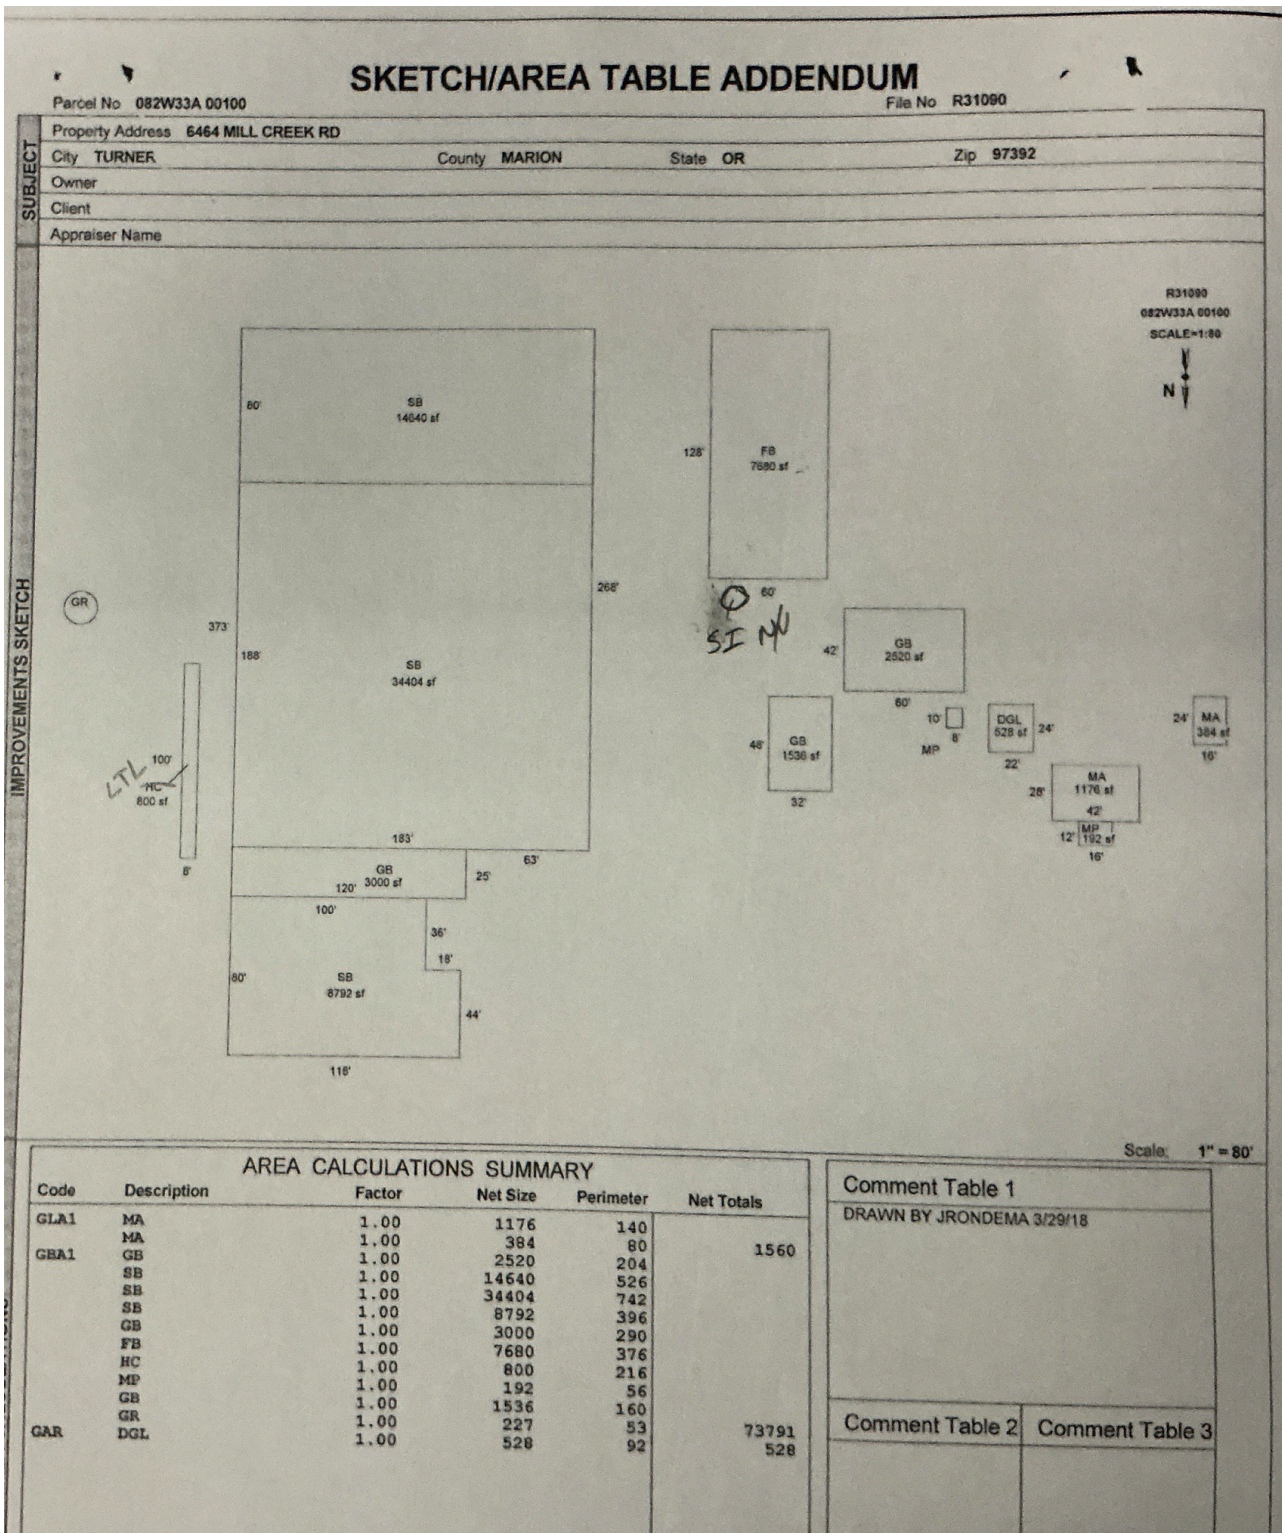 SKETCH/AREA TABLE ADDENDUM
Parcel No 082W33A 00100
File No R31090
SUBJECT
Property Address 6464 MILL CREEK RD
City TURNER County MARION State OR Zip 97392
Owner
Client
Appraiser Name
IMPROVEMENTS SKETCH
R31090
082W33A 00100
SCALE=1:80
N
80'
SB
14640 sf
128'
FB
7680 sf
60'
SI
GR
373'
188'
268'
SB
34404 sf
42'
GB
2520 sf
60'
10'
8'
MP
DGL
528 sf
24'
22'
24'
MA
384 sf
16'
48'
GB
1536 sf
32'
28'
MA
1176 sf
42'
12'
MP
192 sf
16'
LTL
100'
HC
800 sf
8'
183'
63'
GB
3000 sf
120'
25'
100'
36'
18'
80'
SB
8792 sf
44'
118'
Scale: 1" = 80'
AREA CALCULATIONS SUMMARY
Code Description Factor Net Size Perimeter Net Totals
GLA1 MA 1.00 1176 140
MA 1.00 384 80 1560
GBA1 GB 1.00 2520 204
SB 1.00 14640 526
SB 1.00 34404 742
SB 1.00 8792 396
GB 1.00 3000 290
FB 1.00 7680 376
HC 1.00 800 216
MP 1.00 192 56
GB 1.00 1536 160
GR 1.00 227 53 73791
GAR DGL 1.00 528 92 528
Comment Table 1
DRAWN BY JRONDEMA 3/29/18
Comment Table 2 Comment Table 3